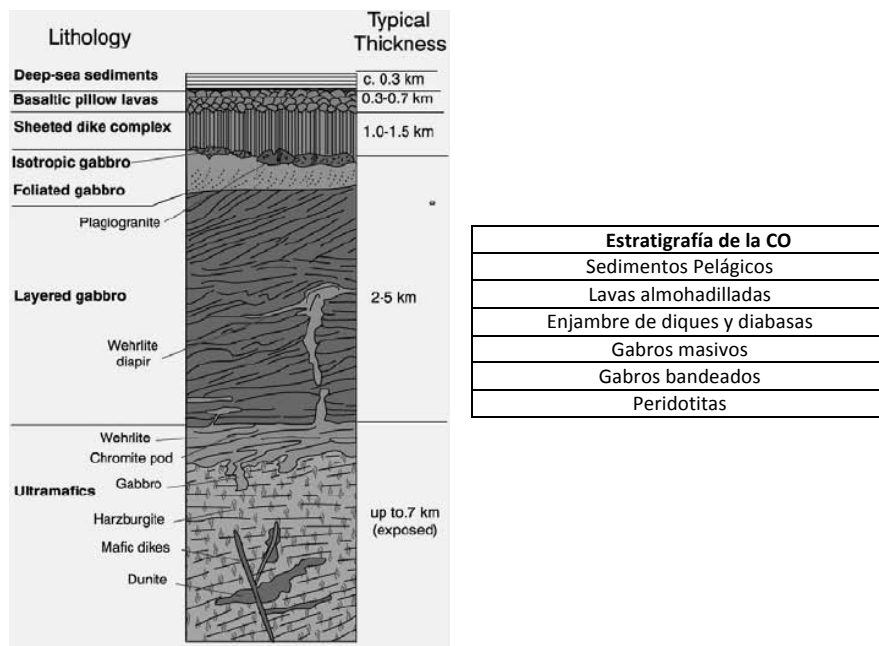 Lithology
Typical
Thickness
Deep-sea sediments
c. 0.3 km
Basaltic pillow lavas
0.3-0.7 km
Sheeted dike complex
1.0-1.5 km
Isotropic gabbro
Foliated gabbro
Plagiogranite
Layered gabbro
2-5 km
Wehrlite
diapir
Wehrlite
Chromite pod
Gabbro
Ultramafics
Harzburgite
up to.7 km
(exposed)
Mafic dikes
Dunite
Estratigrafía de la CO
Sedimentos Pelágicos
Lavas almohadilladas
Enjambre de diques y diabasas
Gabros masivos
Gabros bandeados
Peridotitas